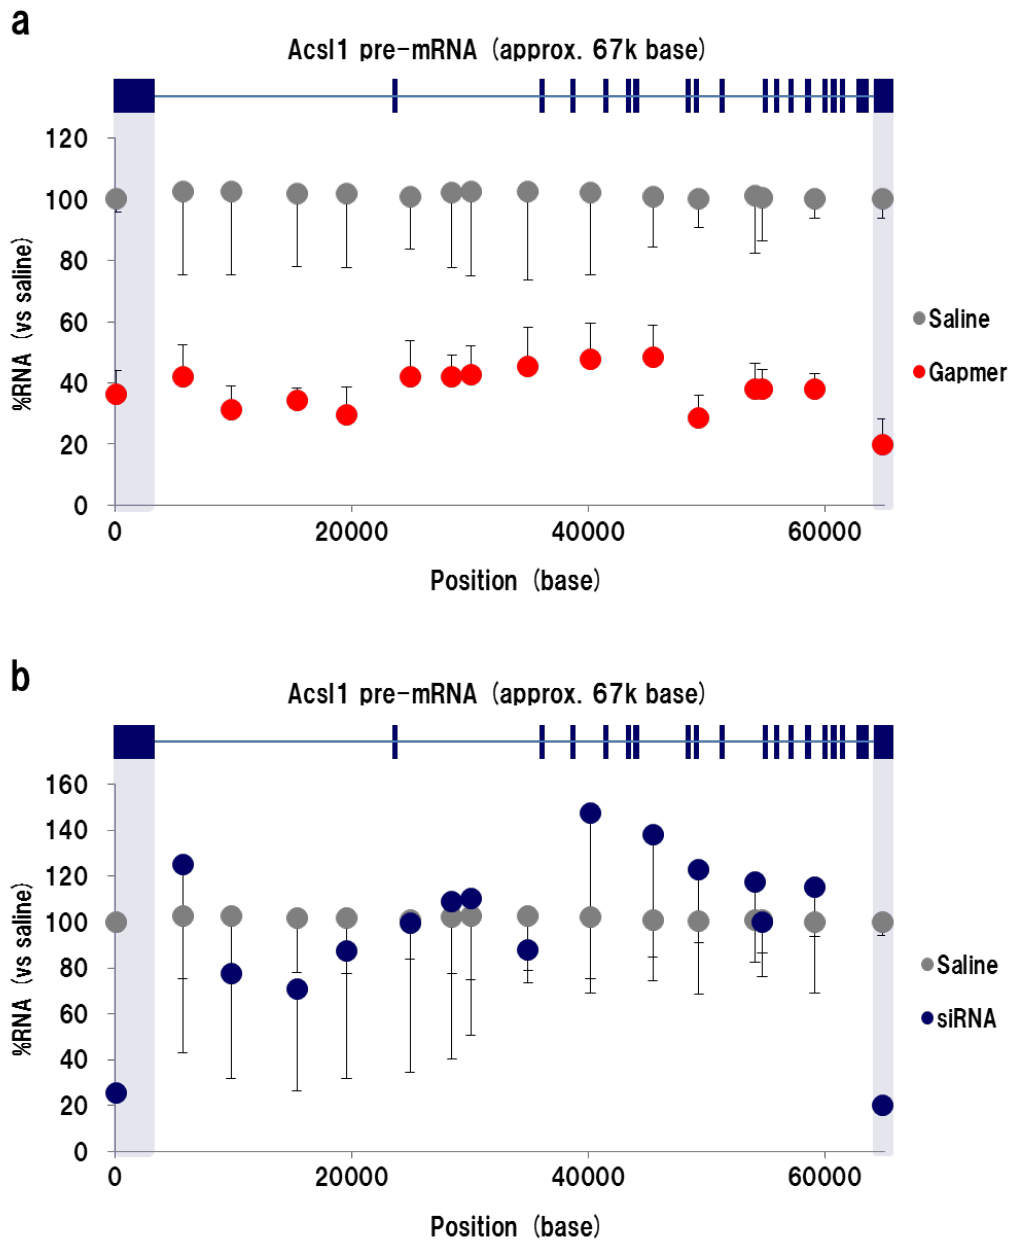 a
Acsl1 pre-mRNA (approx. 67k base)
120
100
80
60
40
20
0
%RNA (vs saline)
0 20000 40000 60000
Position (base)
Saline
Gapmer
b
Acsl1 pre-mRNA (approx. 67k base)
160
140
120
100
80
60
40
20
0
%RNA (vs saline)
0 20000 40000 60000
Position (base)
Saline
siRNA